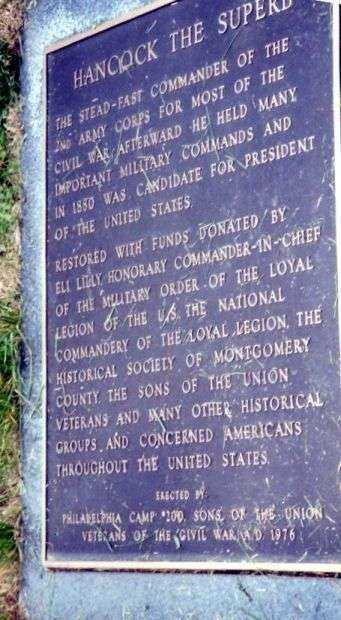 HANCOCK THE SUPERB
THE STEAD-FAST COMMANDER OF THE
2ND ARMY CORPS FOR MOST OF THE
CIVIL WAR. AFTERWARD HE HELD MANY
IMPORTANT MILITARY COMMANDS AND
IN 1880 WAS CANDIDATE FOR PRESIDENT
OF THE UNITED STATES.
RESTORED WITH FUNDS DONATED BY
ELI LILLY HONORARY COMMANDER-IN-CHIEF
OF THE MILITARY ORDER OF THE LOYAL
LEGION OF THE U.S. THE NATIONAL
COMMANDERY OF THE LOYAL LEGION, THE
HISTORICAL SOCIETY OF MONTGOMERY
COUNTY, THE SONS OF THE UNION
VETERANS AND MANY OTHER HISTORICAL
GROUPS AND CONCERNED AMERICANS
THROUGHOUT THE UNITED STATES.
ERECTED BY
PHILADELPHIA CAMP #200, SONS OF THE UNION
VETERANS OF THE CIVIL WAR, A.D. 1976